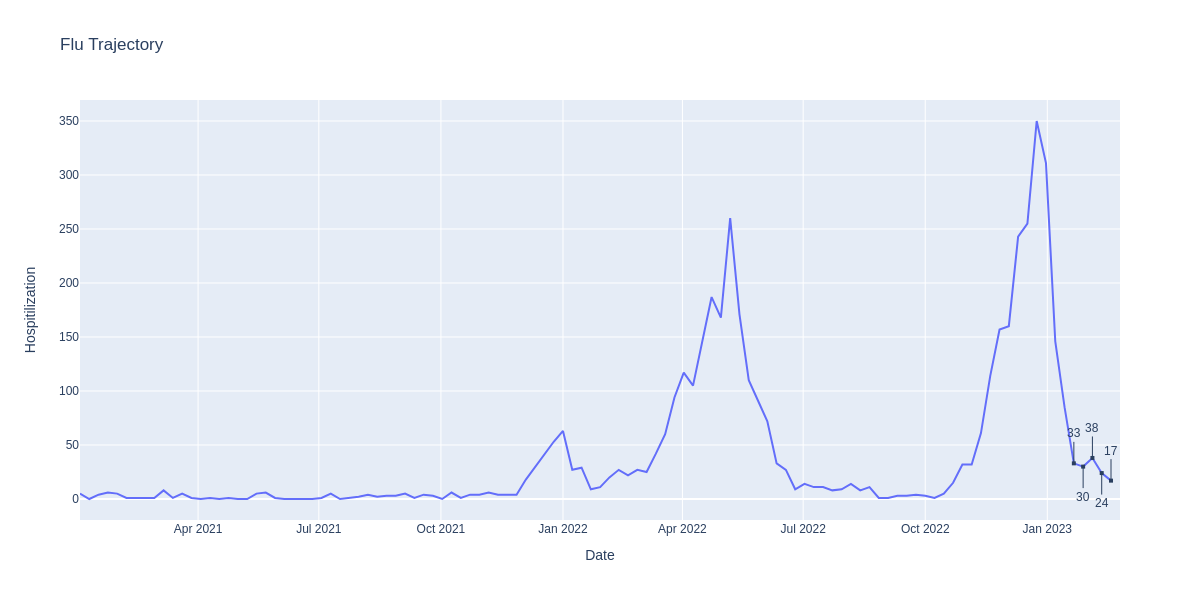 Flu Trajectory
Hospitilization
350
300
250
200
150
100
50
0
33 38
17
30 24
Apr 2021 Jul 2021 Oct 2021 Jan 2022 Apr 2022 Jul 2022 Oct 2022 Jan 2023
Date